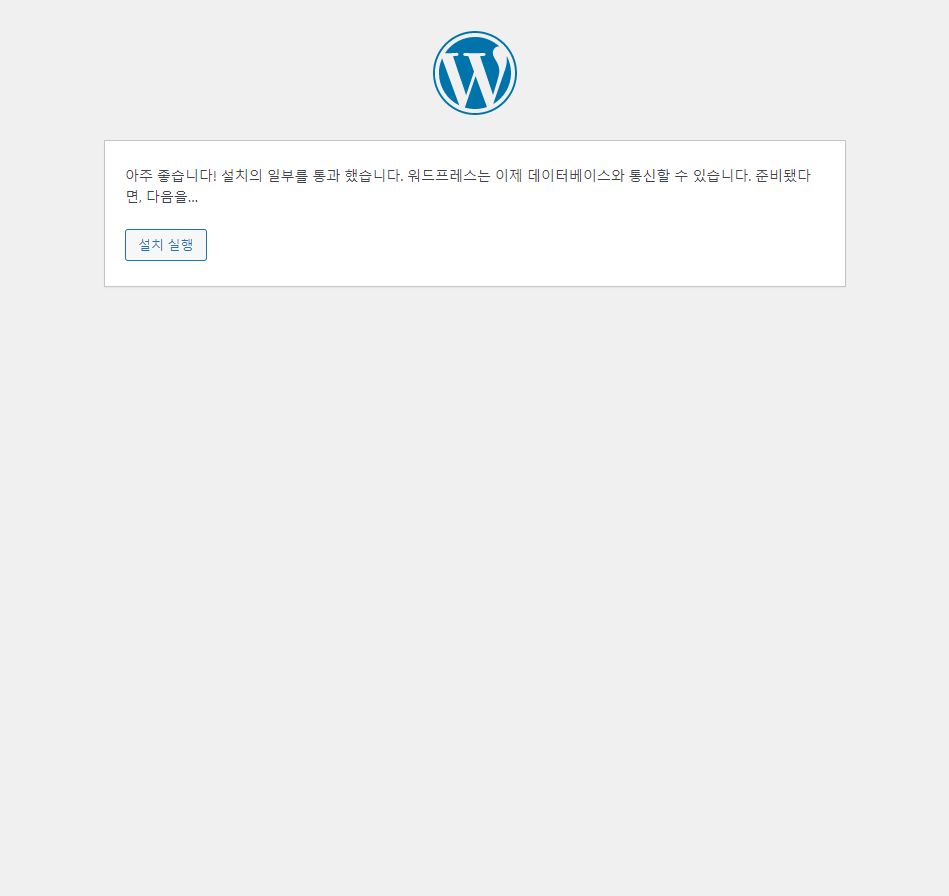 아주 좋습니다! 설치의 일부를 통과 했습니다. 워드프레스는 이제 데이터베이스와 통신할 수 있습니다. 준비됐다
면, 다음을...
설치 실행